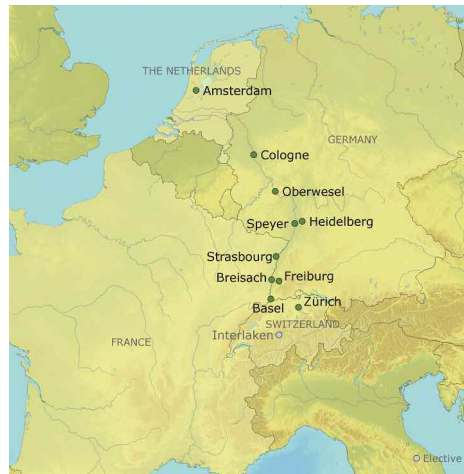 THE NETHERLANDS
Amsterdam
GERMANY
Cologne
Oberwesel
Speyer
Heidelberg
Strasbourg
Breisach
Freiburg
Basel
Zürich
SWITZERLAND
Interlaken
FRANCE
Elective